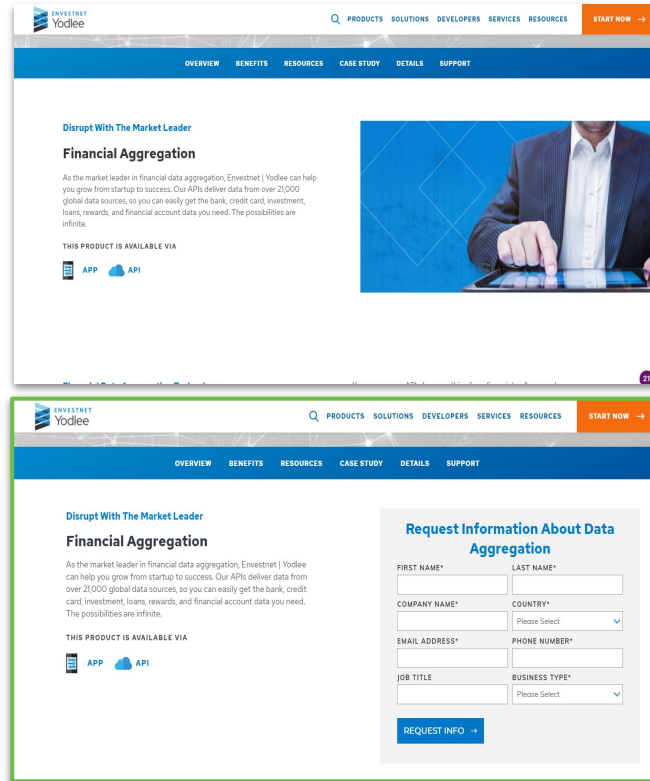 ENVESTNET
Yodlee
PRODUCTS SOLUTIONS DEVELOPERS SERVICES RESOURCES
START NOW →
OVERVIEW BENEFITS RESOURCES CASE STUDY DETAILS SUPPORT
Disrupt With The Market Leader
Financial Aggregation
As the market leader in financial data aggregation, Envestnet | Yodlee can help
you grow from startup to success. Our APIs deliver data from over 21,000
global data sources, so you can easily get the bank, credit card, investment,
loans, rewards, and financial account data you need. The possibilities are
infinite.
THIS PRODUCT IS AVAILABLE VIA
APP API
21
ENVESTNET
Yodlee
PRODUCTS SOLUTIONS DEVELOPERS SERVICES RESOURCES
START NOW →
OVERVIEW BENEFITS RESOURCES CASE STUDY DETAILS SUPPORT
Disrupt With The Market Leader
Financial Aggregation
As the market leader in financial data aggregation, Envestnet | Yodlee
can help you grow from startup to success. Our APIs deliver data from
over 21,000 global data sources, so you can easily get the bank, credit
card, investment, loans, rewards, and financial account data you need.
The possibilities are infinite.
THIS PRODUCT IS AVAILABLE VIA
APP API
Request Information About Data
Aggregation
FIRST NAME* LAST NAME*
COMPANY NAME* COUNTRY*
Please Select
EMAIL ADDRESS* PHONE NUMBER*
JOB TITLE BUSINESS TYPE*
Please Select
REQUEST INFO →